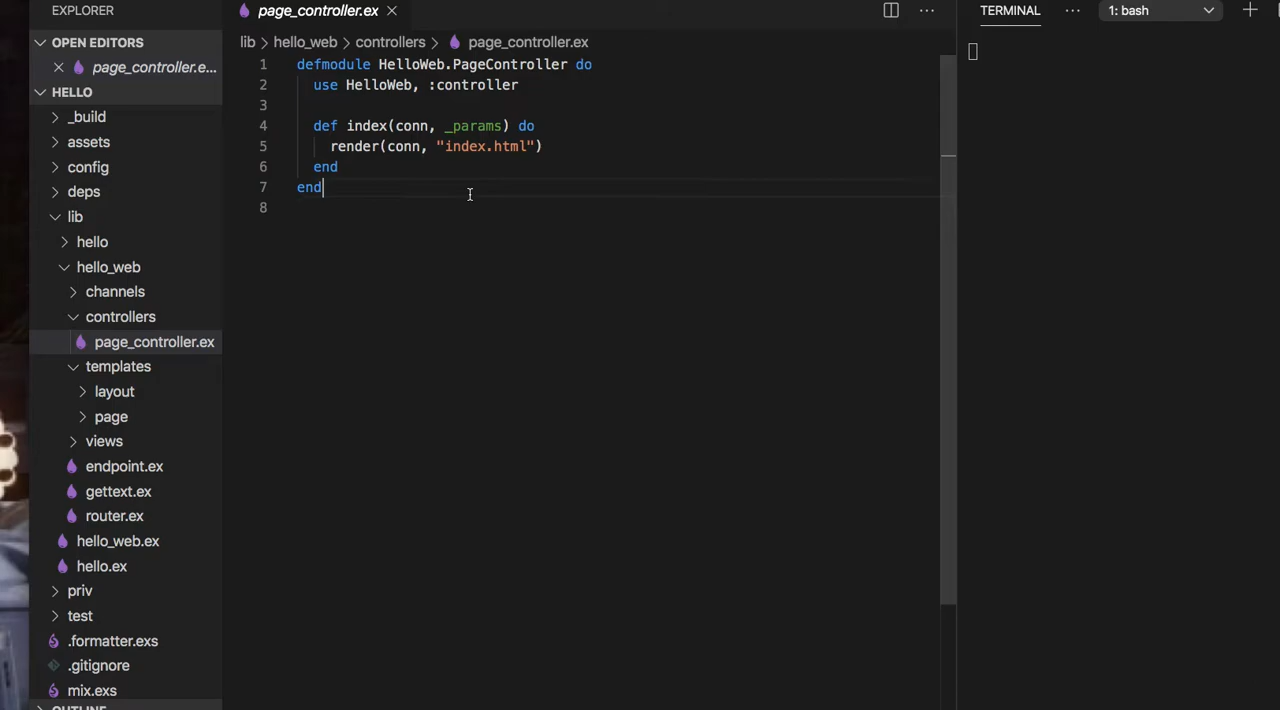 EXPLORER
OPEN EDITORS
page_controller.e...
HELLO
_build
assets
config
deps
lib
hello
hello_web
channels
controllers
page_controller.ex
templates
layout
page
views
endpoint.ex
gettext.ex
router.ex
hello_web.ex
hello.ex
priv
test
.formatter.exs
.gitignore
mix.exs
OUTLINE
page_controller.ex
lib > hello_web > controllers > page_controller.ex
1 defmodule HelloWeb.PageController do
2 use HelloWeb, :controller
3
4 def index(conn, _params) do
5 render(conn, "index.html")
6 end
7 end
8
TERMINAL
1: bash